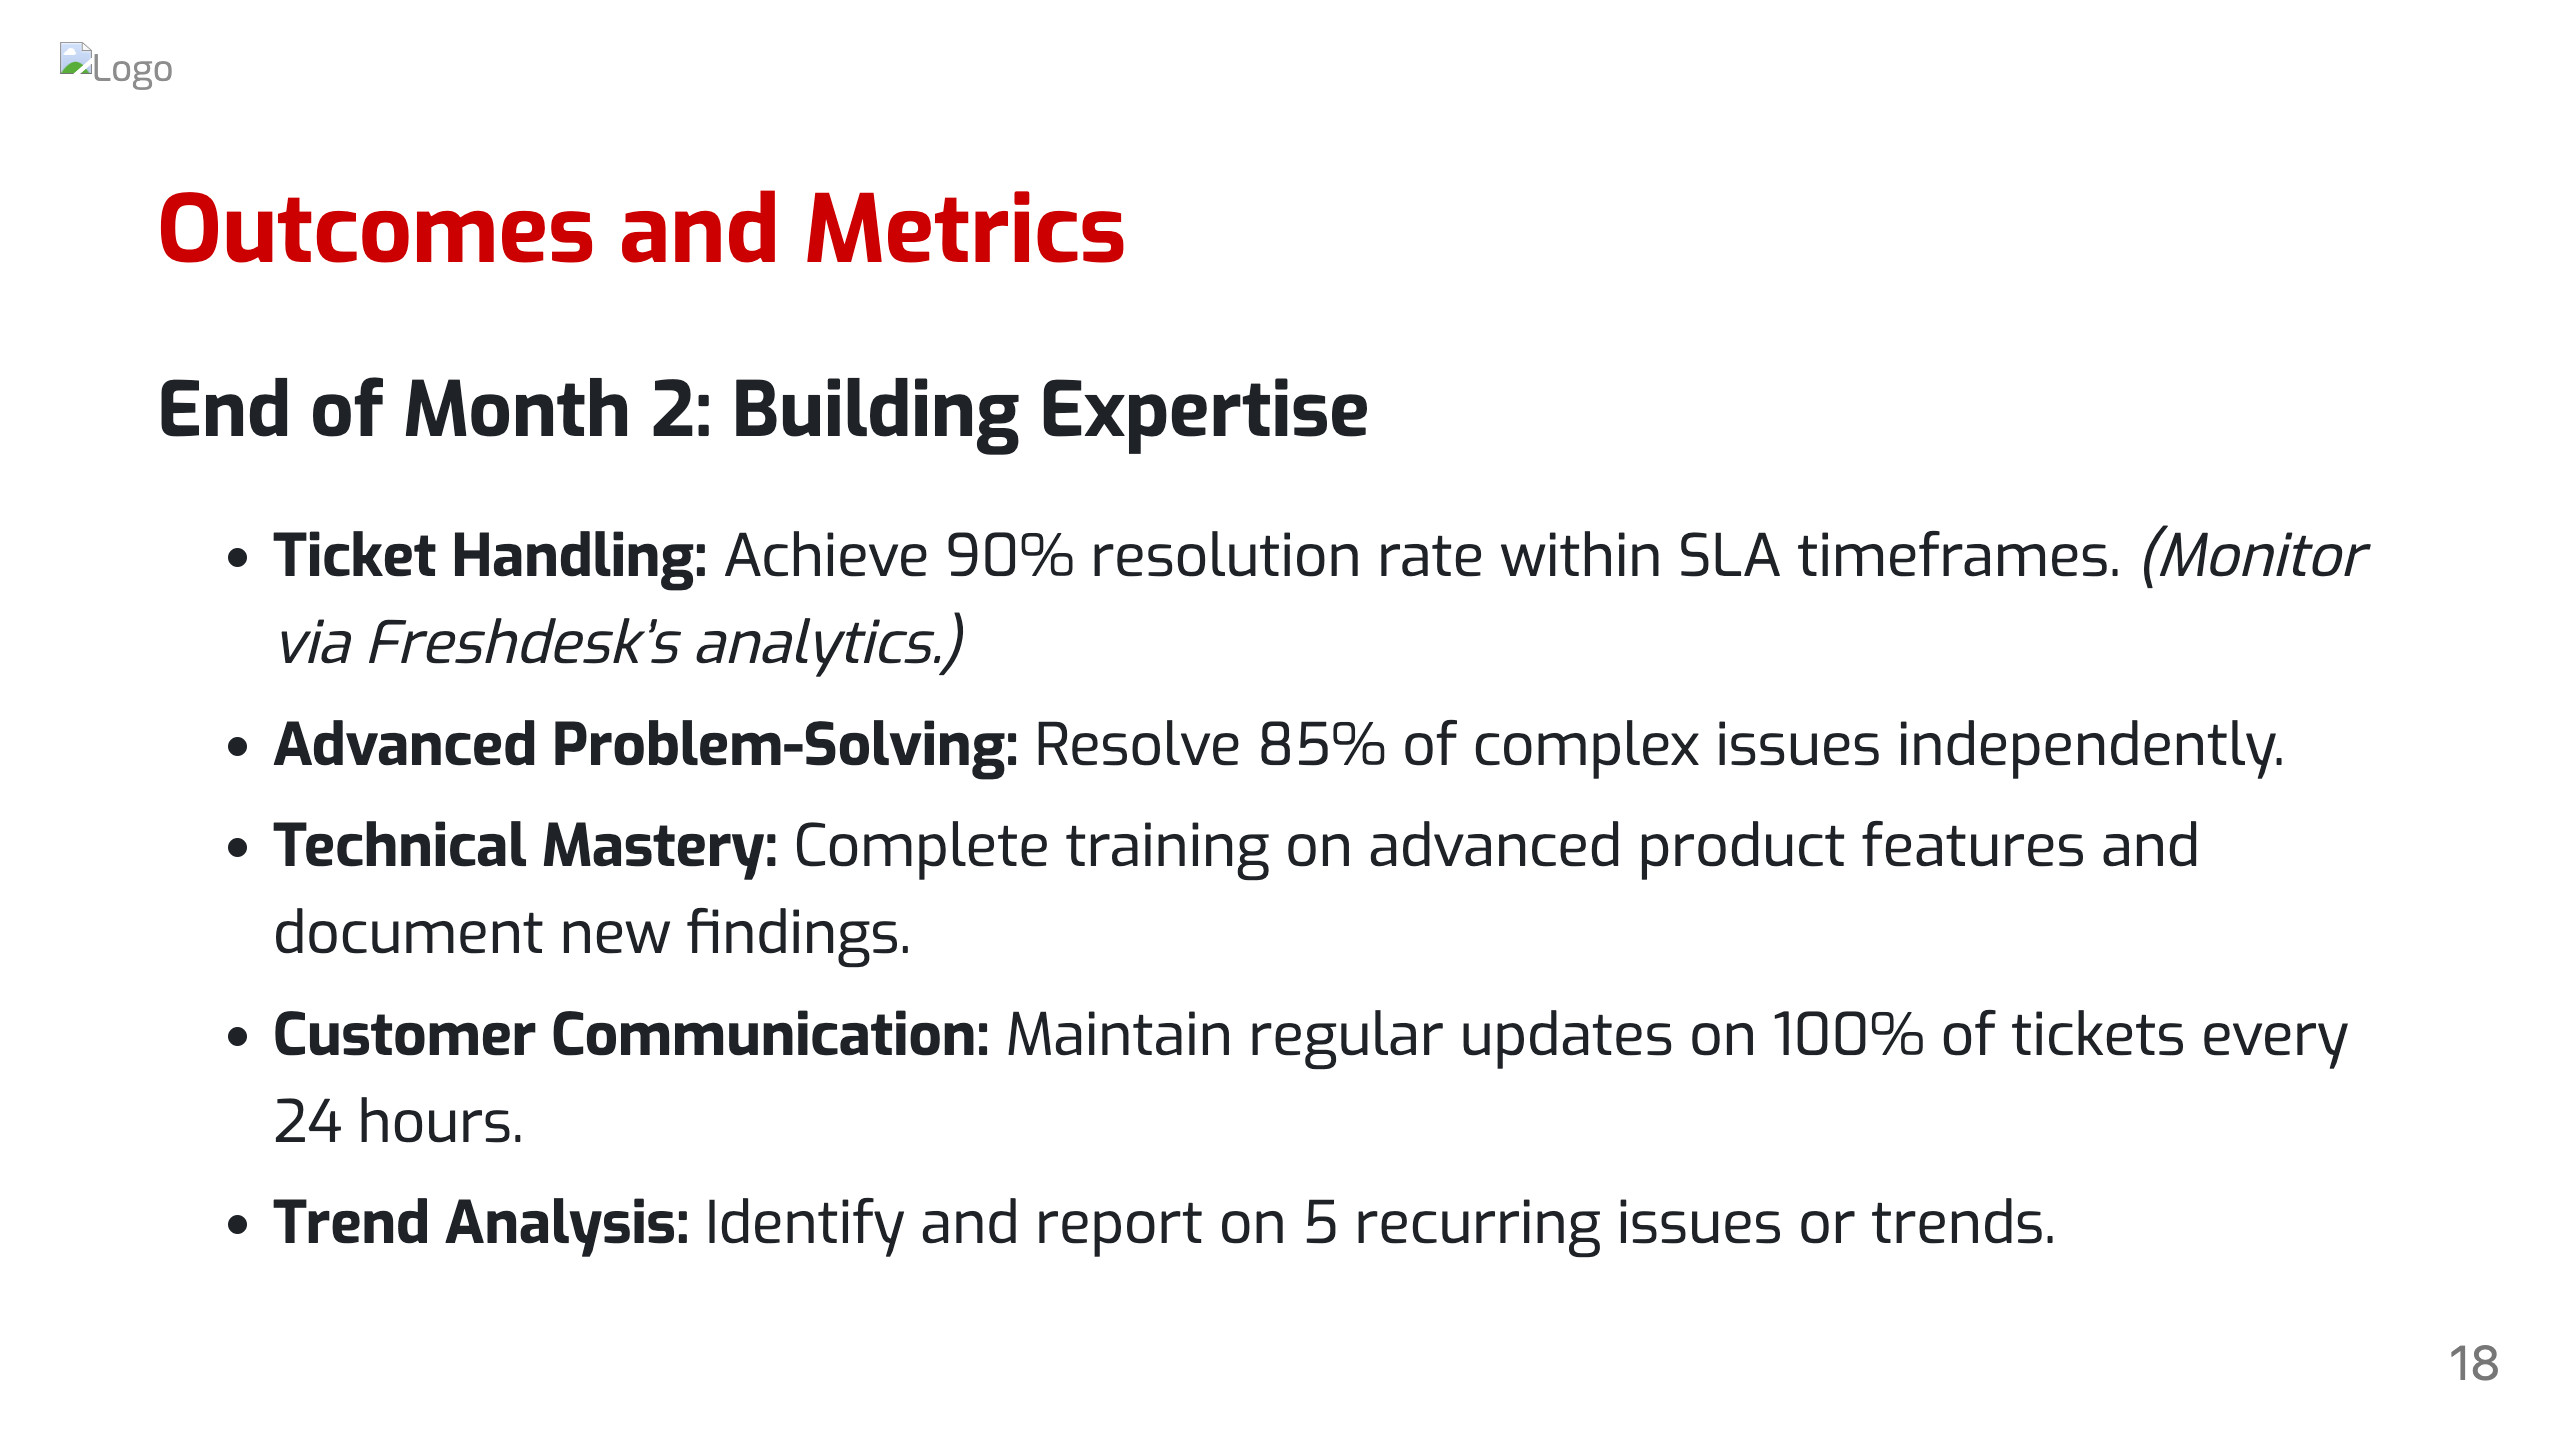 Logo
Outcomes and Metrics
End of Month 2: Building Expertise
• Ticket Handling: Achieve 90% resolution rate within SLA timeframes. (Monitor
via Freshdesk’s analytics.)
• Advanced Problem-Solving: Resolve 85% of complex issues independently.
• Technical Mastery: Complete training on advanced product features and
document new findings.
• Customer Communication: Maintain regular updates on 100% of tickets every
24 hours.
• Trend Analysis: Identify and report on 5 recurring issues or trends.
18